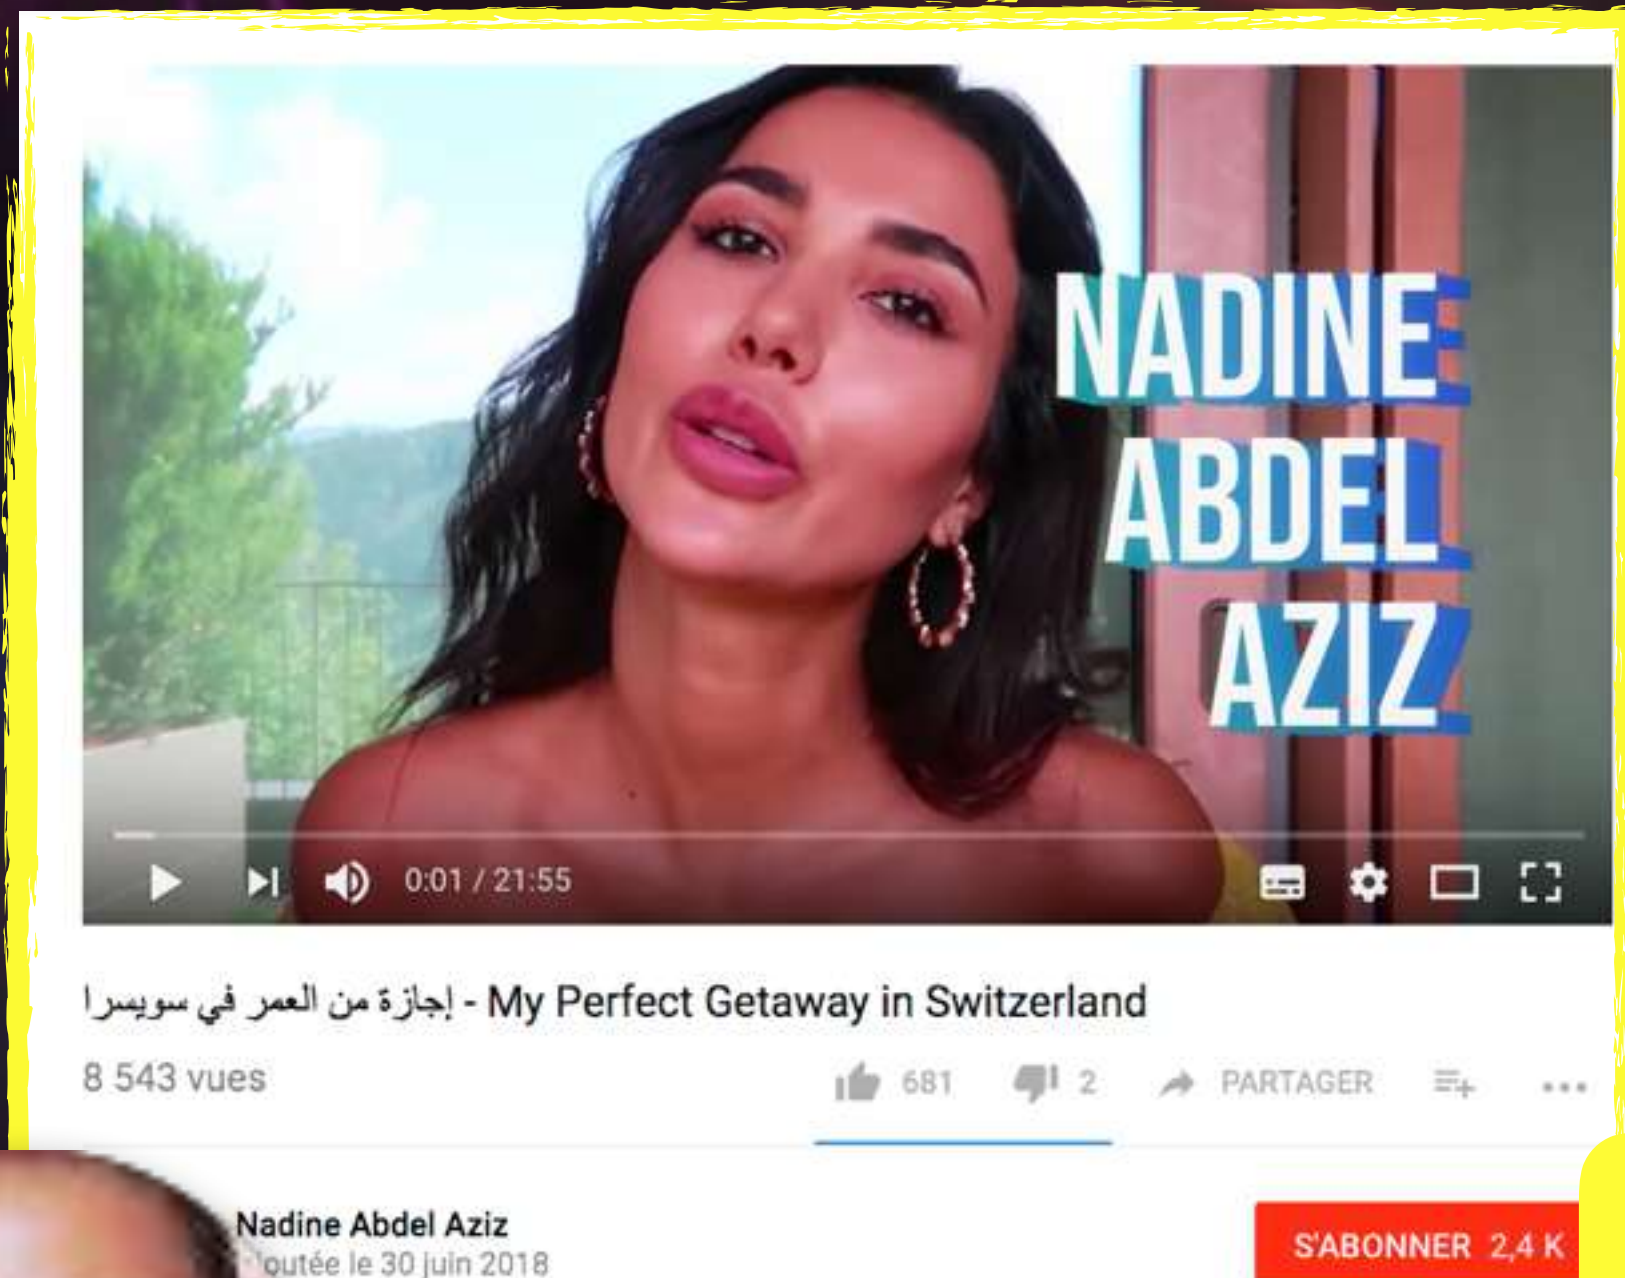 NADINE
ABDEL
AZIZ
0:01 / 21:55
إجازة من العمر في سويسرا - My Perfect Getaway in Switzerland
8 543 vues
681
2
PARTAGER
Nadine Abdel Aziz
S'ABONNER 2,4 K
le 30 juin 2018